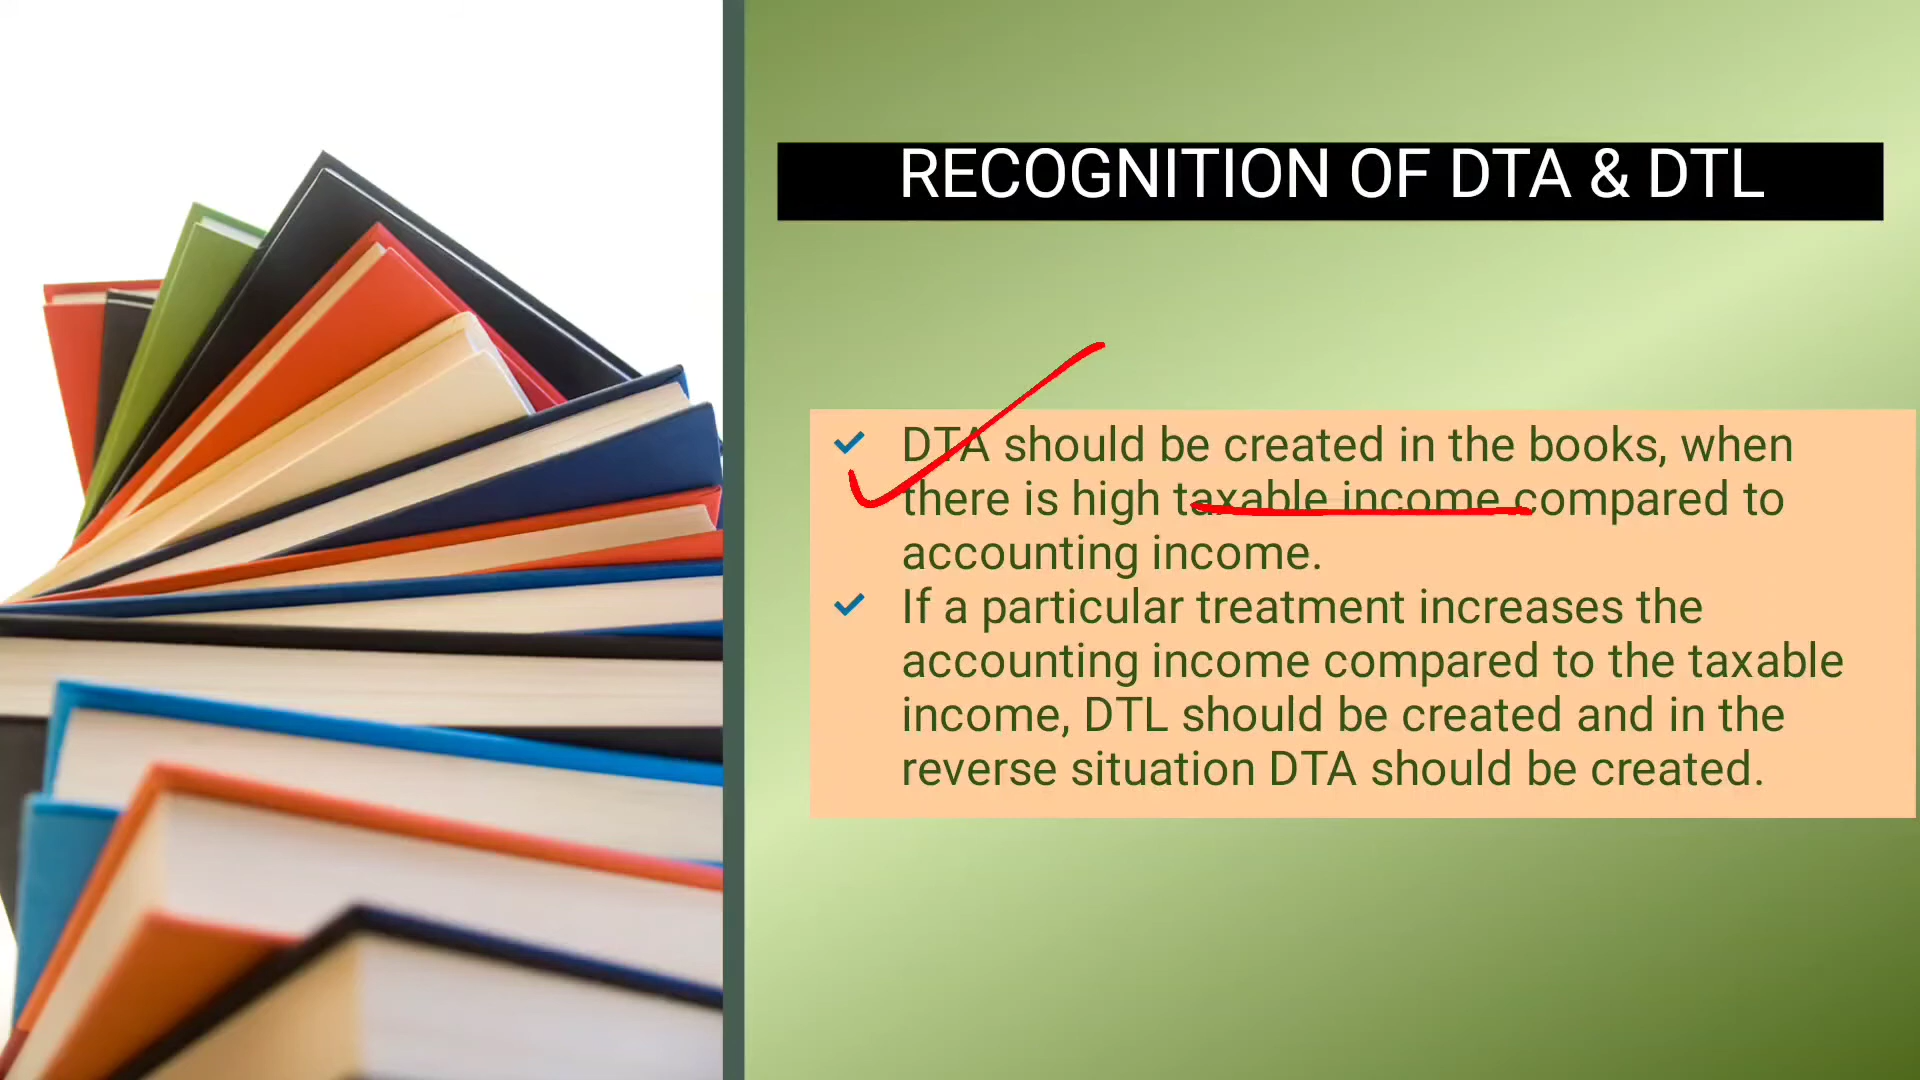 RECOGNITION OF DTA & DTL
DTA should be created in the books, when
there is high taxable income compared to
accounting income.
If a particular treatment increases the
accounting income compared to the taxable
income, DTL should be created and in the
reverse situation DTA should be created.